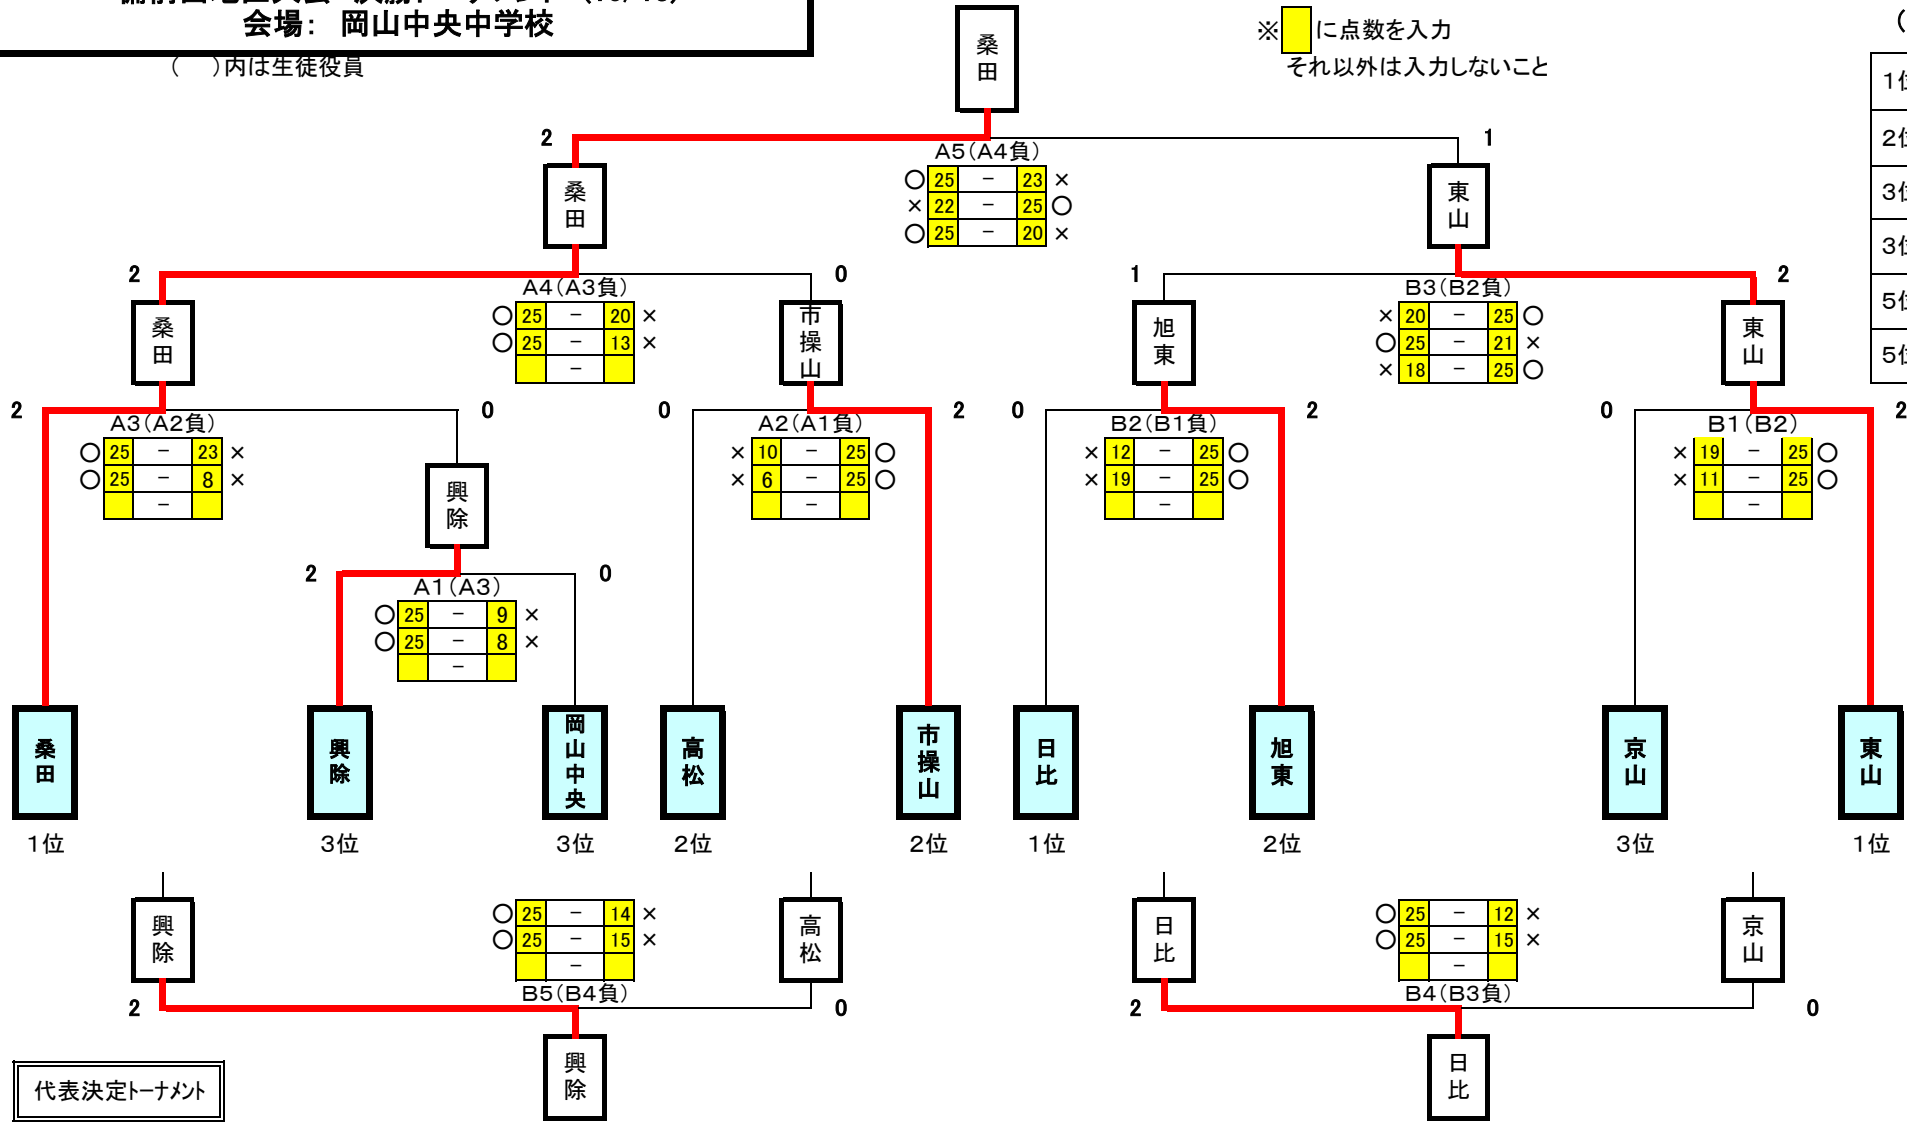 会場： 岡山中央中学校
（　）内は生徒役員
※　に点数を入力
それ以外は入力しないこと
桑田
2 1
A5(A4負)
桑田 東山
○ 25 － 23 ×
× 22 － 25 ○
○ 25 － 20 ×
2 0 1 2
A4(A3負) B3(B2負)
桑田 市操山 旭東 東山
○ 25 － 20 × × 20 － 25 ○
○ 25 － 13 × ○ 25 － 21 ×
－ × 18 － 25 ○
2 0 0 2 0 2 0 2
A3(A2負) A2(A1負) B2(B1負) B1(B2)
○ 25 － 23 × × 10 － 25 ○ × 12 － 25 ○ × 19 － 25 ○
○ 25 － 8 × × 6 － 25 ○ × 19 － 25 ○ × 11 － 25 ○
－ － － －
興除
2 0
A1(A3)
○ 25 － 9 ×
○ 25 － 8 ×
－
桑田 興除 岡山中央 高松 市操山 日比 旭東 京山 東山
1位 3位 3位 2位 2位 1位 2位 3位 1位
興除 高松 日比 京山
○ 25 － 14 × ○ 25 － 12 ×
○ 25 － 15 × ○ 25 － 15 ×
－ －
B5(B4負) B4(B3負)
2 0 2 0
興除 日比
代表決定トーナメント
(
1位
2位
3位
3位
5位
5位